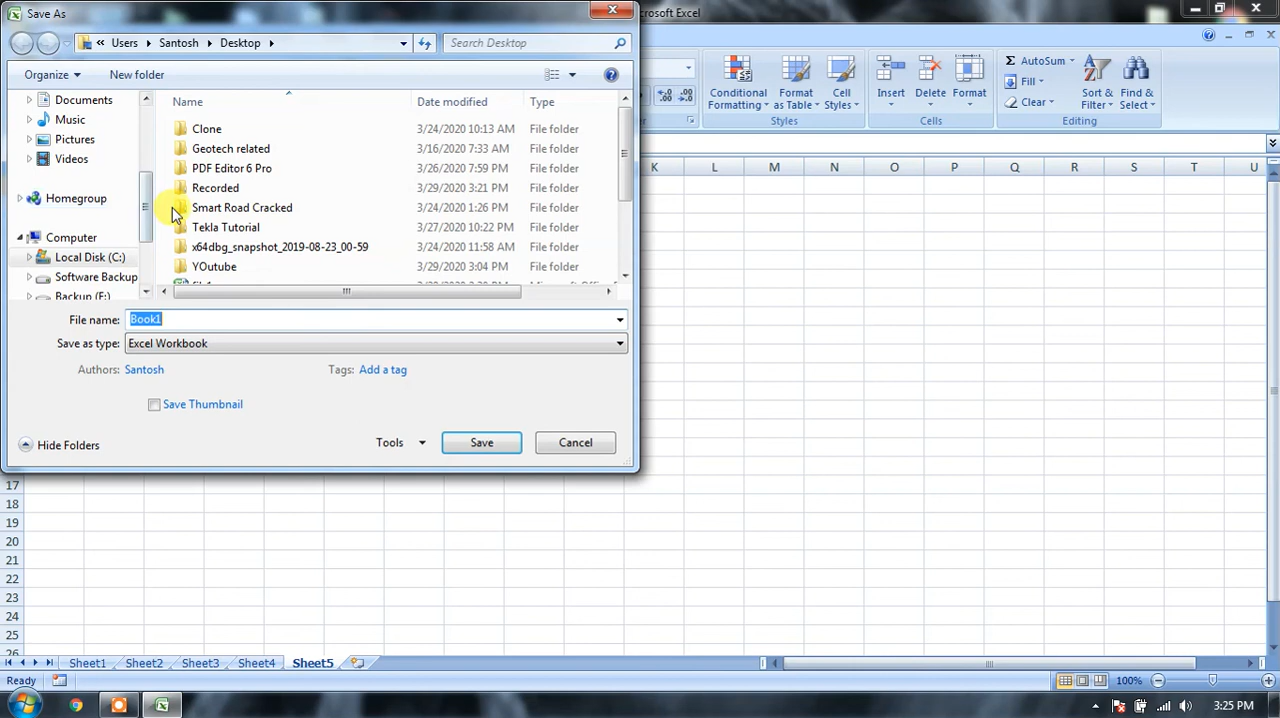 Save As
crosoft Excel
« Users Santosh Desktop
Search Desktop
Organize
New folder
Documents
Music
Pictures
Videos
Homegroup
Computer
Local Disk (C:)
Software Backup
Backup (E:)
Name Date modified Type
Clone 3/24/2020 10:13 AM File folder
Geotech related 3/16/2020 7:33 AM File folder
PDF Editor 6 Pro 3/26/2020 7:59 PM File folder
Recorded 3/29/2020 3:21 PM File folder
Smart Road Cracked 3/24/2020 1:26 PM File folder
Tekla Tutorial 3/27/2020 10:22 PM File folder
x64dbg_snapshot_2019-08-23_00-59 3/24/2020 11:58 AM File folder
YOutube 3/29/2020 3:04 PM File folder
File name: Book1
Save as type: Excel Workbook
Authors: Santosh
Tags: Add a tag
Save Thumbnail
Hide Folders
Tools
Save
Cancel
Conditional Formatting
Format as Table
Cell Styles
Insert
Delete
Format
Σ AutoSum
Fill
Clear
Sort & Filter
Find & Select
Styles
Cells
Editing
K L M N O P Q R S T U
17
18
19
20
21
22
23
24
25
26
Sheet1 Sheet2 Sheet3 Sheet4 Sheet5
Ready
100%
3:25 PM